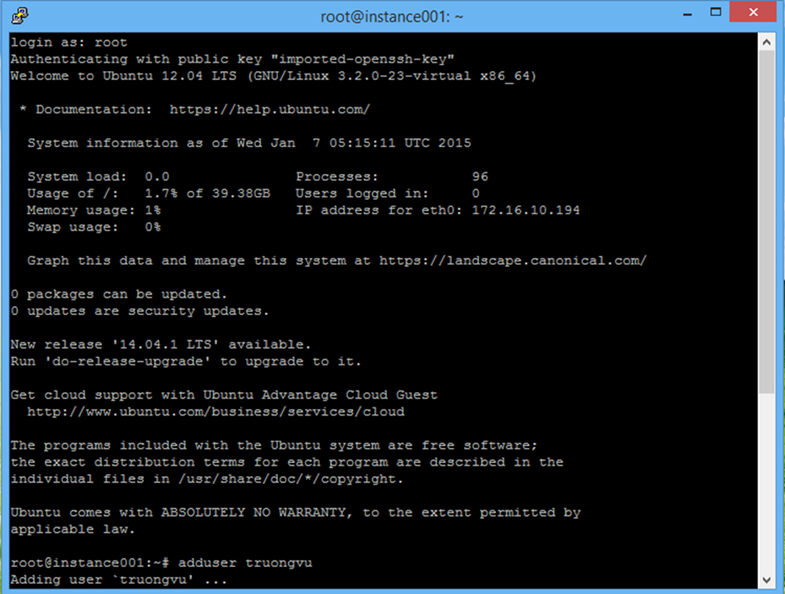 root@instance001: ~
login as: root
Authenticating with public key "imported-openssh-key"
Welcome to Ubuntu 12.04 LTS (GNU/Linux 3.2.0-23-virtual x86_64)
* Documentation:  https://help.ubuntu.com/
System information as of Wed Jan  7 05:15:11 UTC 2015
System load:  0.0               Processes:           96
Usage of /:   1.7% of 39.38GB   Users logged in:     0
Memory usage: 1%                IP address for eth0: 172.16.10.194
Swap usage:   0%
Graph this data and manage this system at https://landscape.canonical.com/
0 packages can be updated.
0 updates are security updates.
New release '14.04.1 LTS' available.
Run 'do-release-upgrade' to upgrade to it.
Get cloud support with Ubuntu Advantage Cloud Guest
http://www.ubuntu.com/business/services/cloud
The programs included with the Ubuntu system are free software;
the exact distribution terms for each program are described in the
individual files in /usr/share/doc/*/copyright.
Ubuntu comes with ABSOLUTELY NO WARRANTY, to the extent permitted by
applicable law.
root@instance001:~# adduser truongvu
Adding user `truongvu' ...